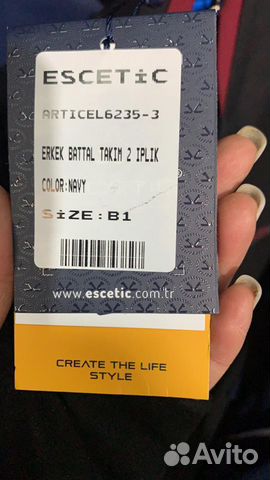 ESCETiC
ARTICEL6235-3
ERKEK BATTAL TAKIM 2 IPLIK
COLOR:NAVY
SiZE:B1
www.escetic.com.tr
CREATE THE LIFE
STYLE
Avito